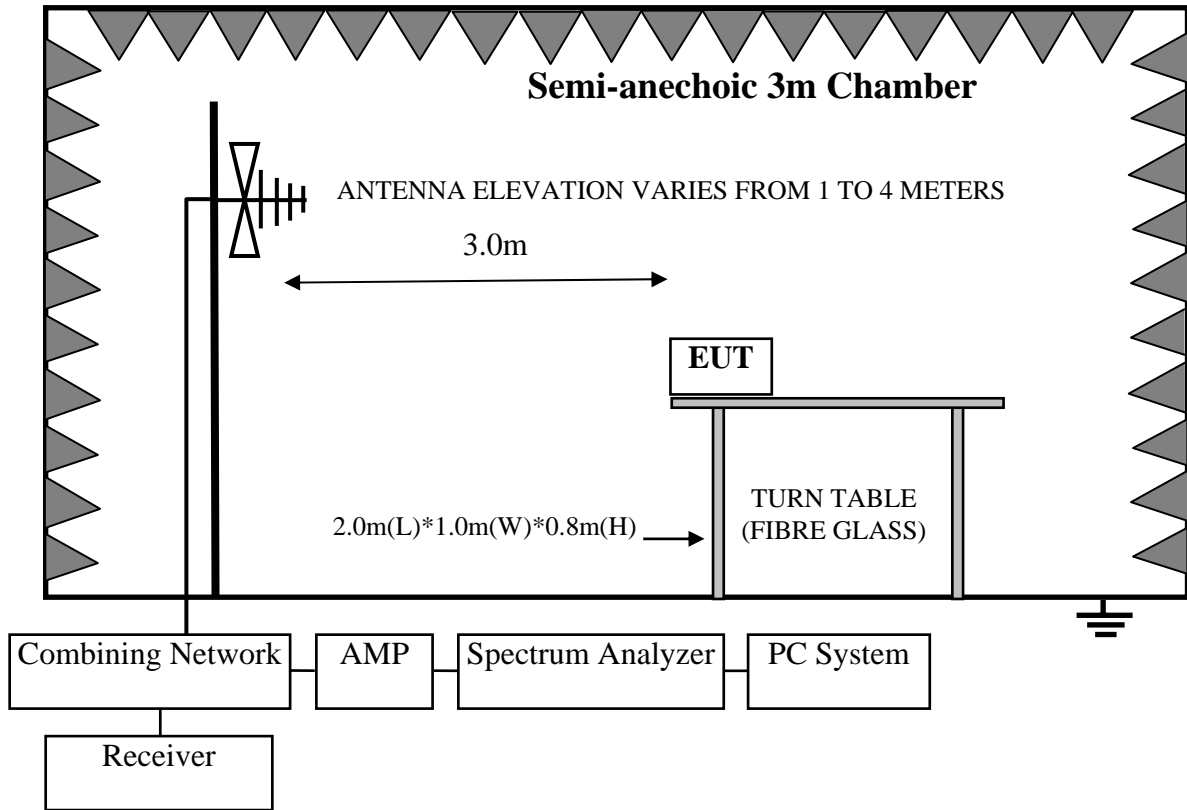 Semi-anechoic 3m Chamber
ANTENNA ELEVATION VARIES FROM 1 TO 4 METERS
3.0m
EUT
TURN TABLE
(FIBRE GLASS)
2.0m(L)*1.0m(W)*0.8m(H)
Combining Network
AMP
Spectrum Analyzer
PC System
Receiver